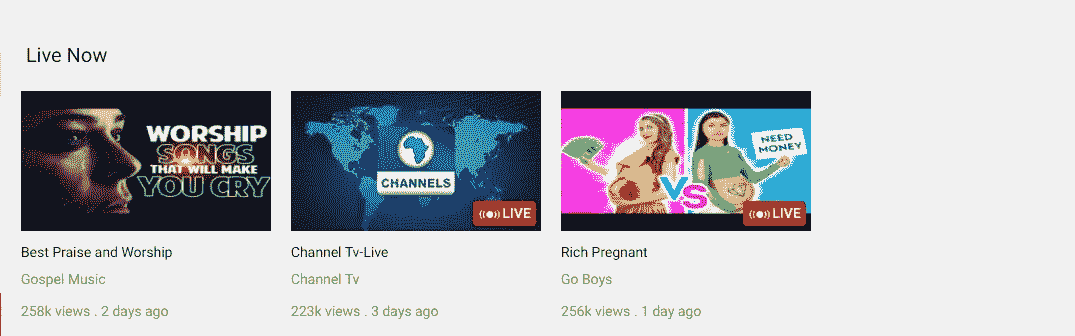 Live Now
WORSHIP
SONGS
THAT WILL MAKE
YOU CRY
Best Praise and Worship
Gospel Music
258k views . 2 days ago
CHANNELS
((●)) LIVE
Channel Tv-Live
Channel Tv
223k views . 3 days ago
NEED
MONEY
VS
((●)) LIVE
Rich Pregnant
Go Boys
256k views . 1 day ago